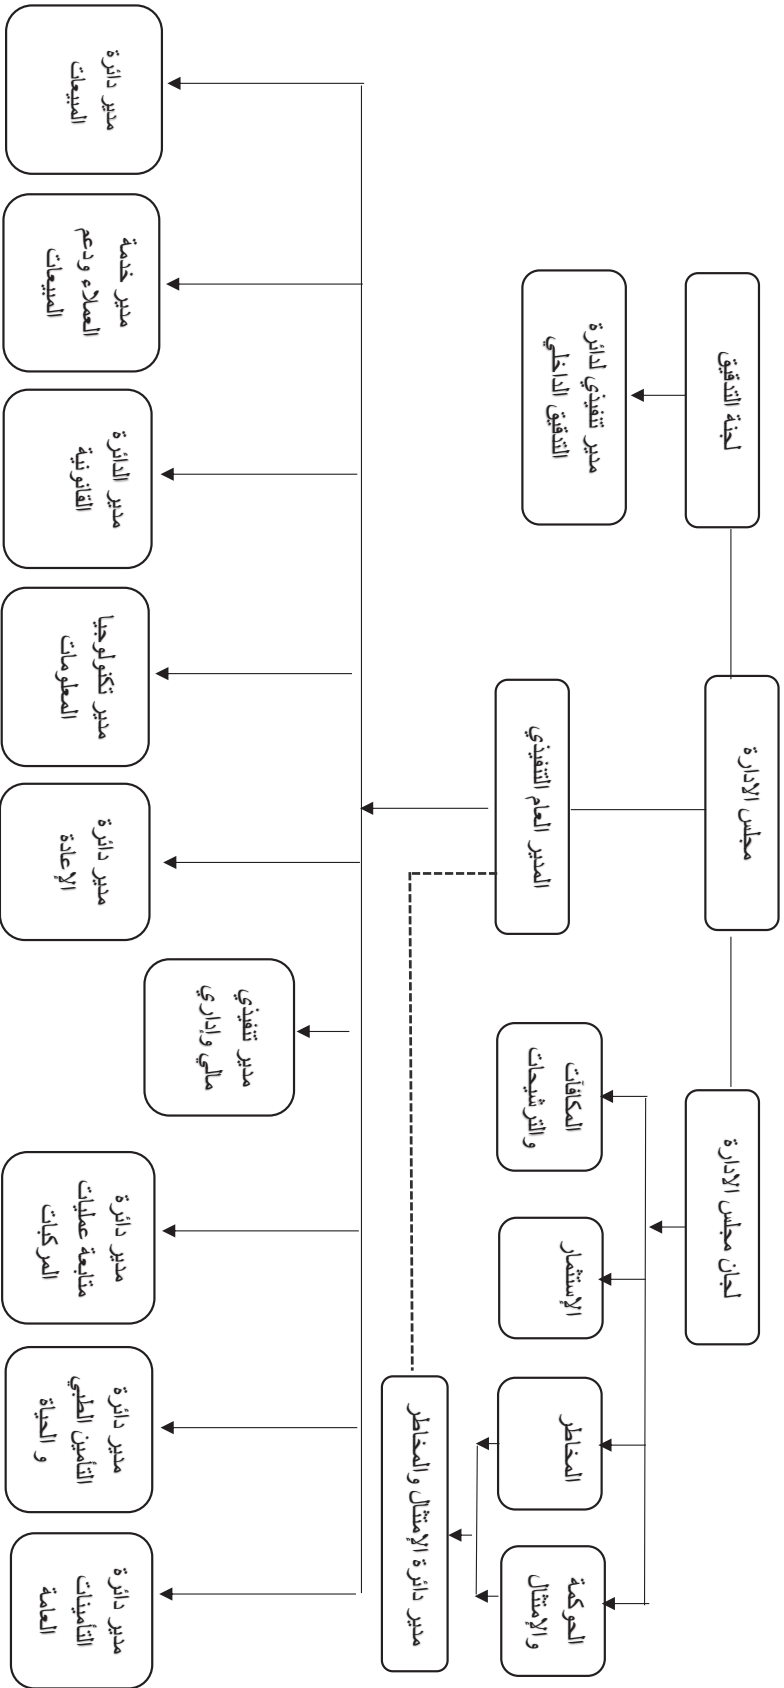 مجلس الادارة
لجنة التدقيق
لجان مجلس الادارة
مدير تنفيذي لدائرة
التدقيق الداخلي
المدير العام التنفيذي
المكافآت
والترشيحات
الإستثمار
المخاطر
الحوكمة
والإمتثال
مدير دائرة الإمتثال والمخاطر
مدير دائرة
المبيعات
مدير خدمة
العملاء ودعم
المبيعات
مدير الدائرة
القانونية
مدير تكنولوجيا
المعلومات
مدير دائرة
الإعادة
مدير تنفيذي
مالي وإداري
مدير دائرة
متابعة عمليات
المركبات
مدير دائرة
التأمين الطبي
و الحياة
مدير دائرة
التأمينات
العامة